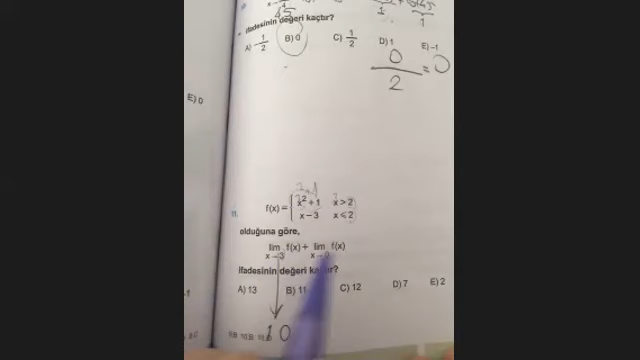 ifadesinin değeri kaçtır?
A) -1/2 B) 0 C) 1/2 D) 1 E) -1
0/2 = 0
E) 0
11.
f(x) = { x² + 1 x > 2
x − 3 x ≤ 2
olduğuna göre,
lim f(x) + lim f(x)
x→3 x→
ifadesinin değeri kaçtır?
A) 13 B) 11 C) 12 D) 7 E) 2
10